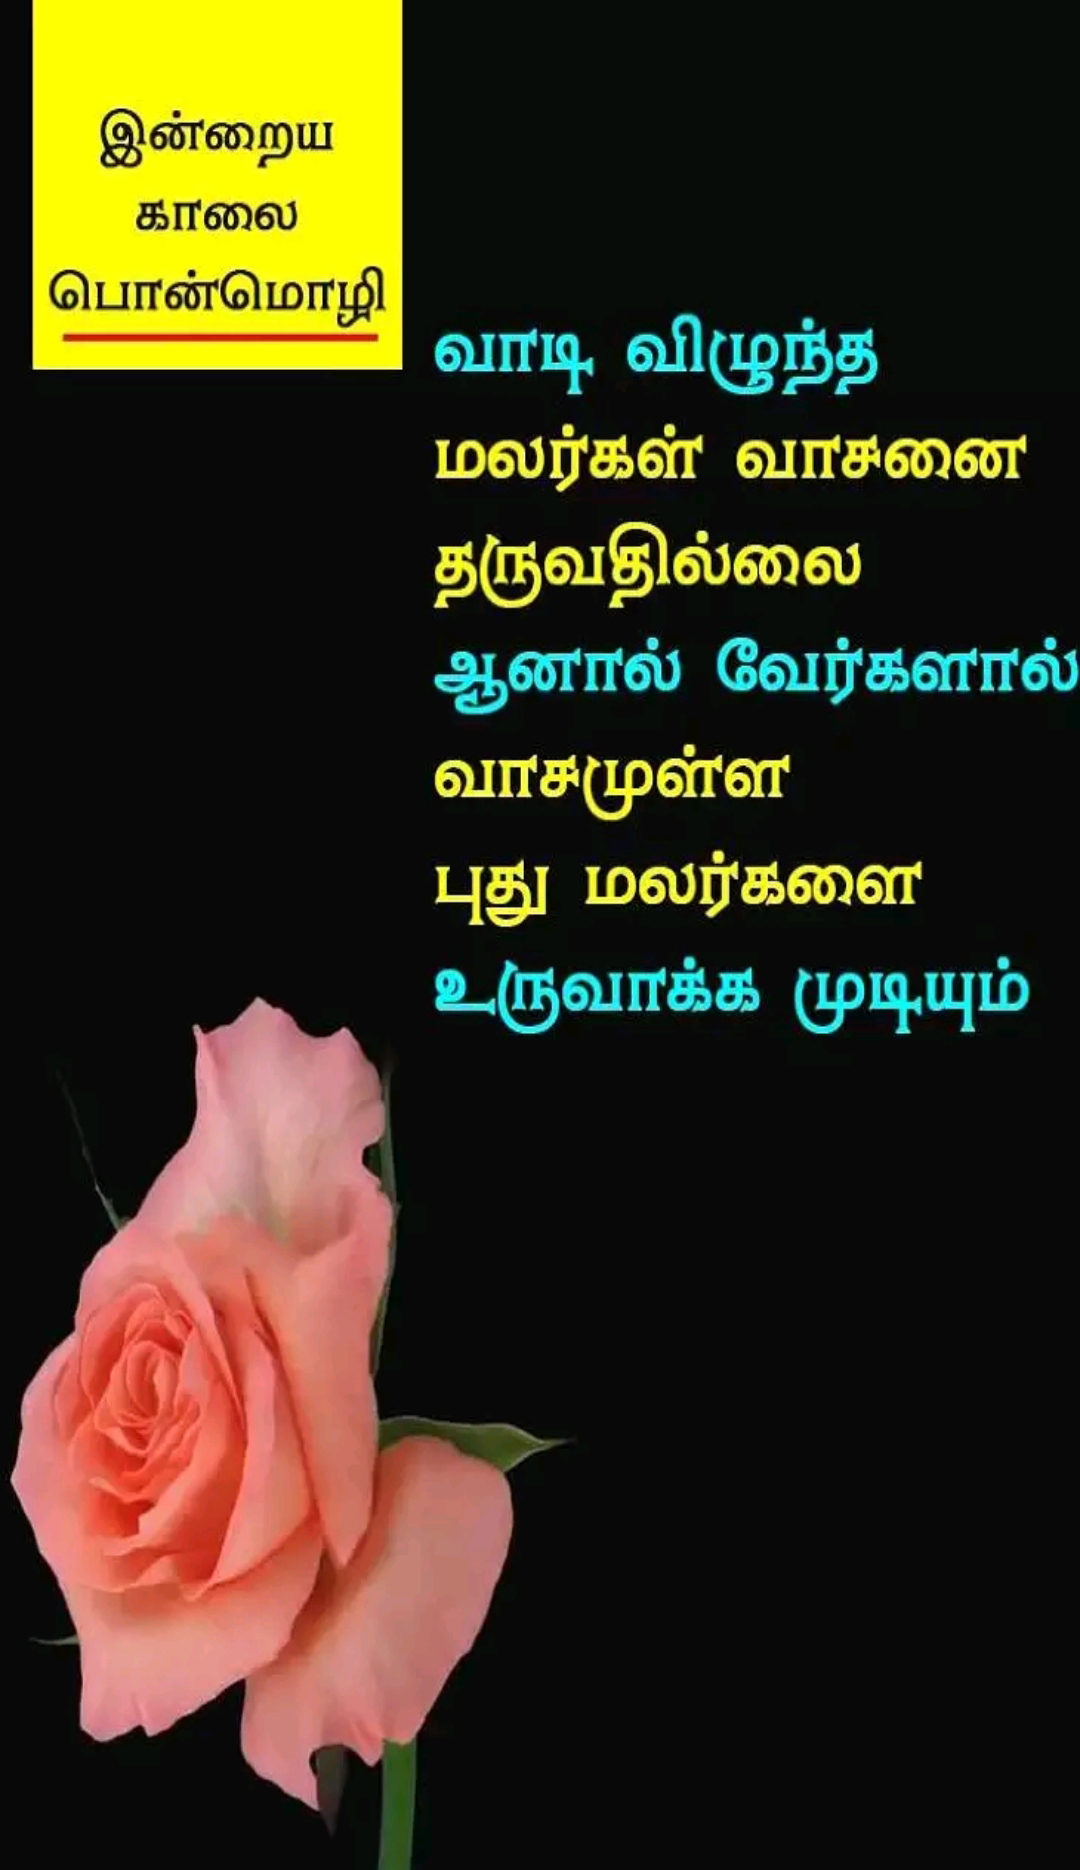 இன்றைய
காலை
பொன்மொழி
வாடி விழுந்த
மலர்கள் வாசனை
தருவதில்லை
ஆனால் வேர்களால்
வாசமுள்ள
புது மலர்களை
உருவாக்க முடியும்